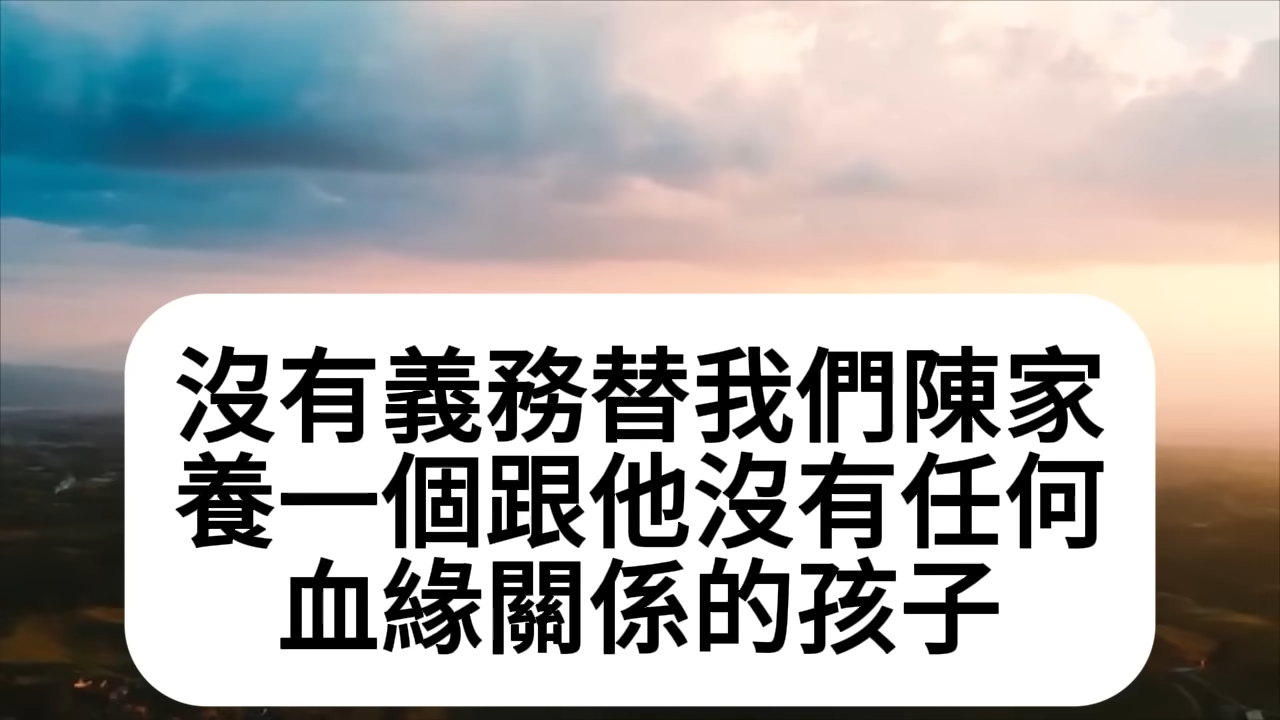 沒有義務替我們陳家
養一個跟他沒有任何
血緣關係的孩子